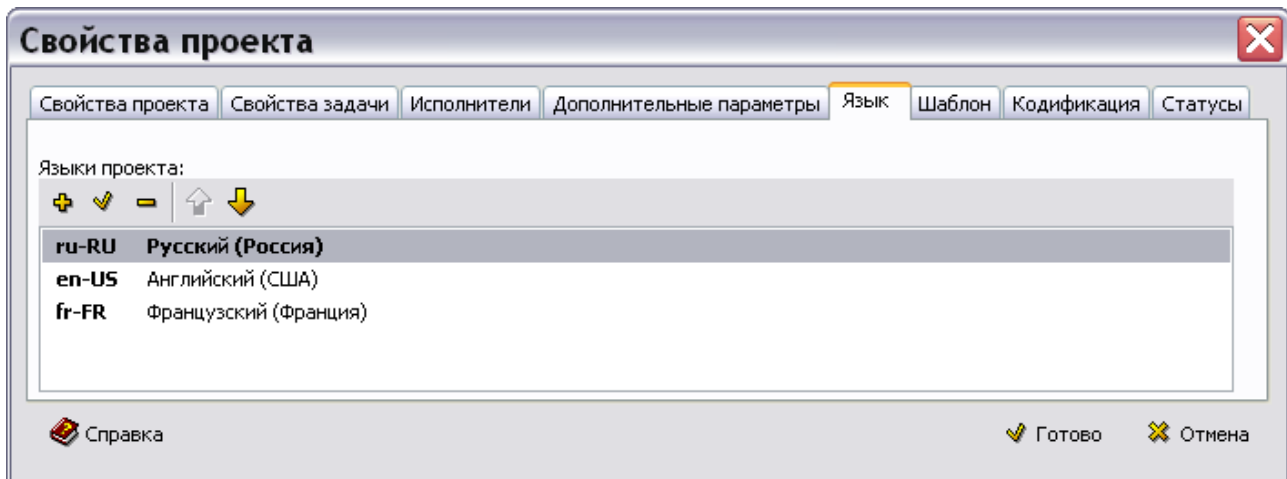 Свойства проекта
Свойства проекта Свойства задачи Исполнители Дополнительные параметры Язык Шаблон Кодификация Статусы
Языки проекта:
ru-RU Русский (Россия)
en-US Английский (США)
fr-FR Французский (Франция)
Справка Готово Отмена